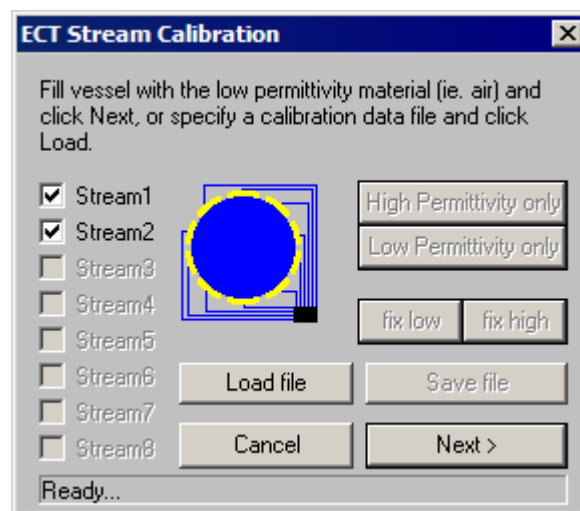 ECT Stream Calibration
Fill vessel with the low permittivity material (ie. air) and
click Next, or specify a calibration data file and click
Load.
Stream1
Stream2
Stream3
Stream4
Stream5
Stream6
Stream7
Stream8
High Permittivity only
Low Permittivity only
fix low
fix high
Load file
Save file
Cancel
Next >
Ready...